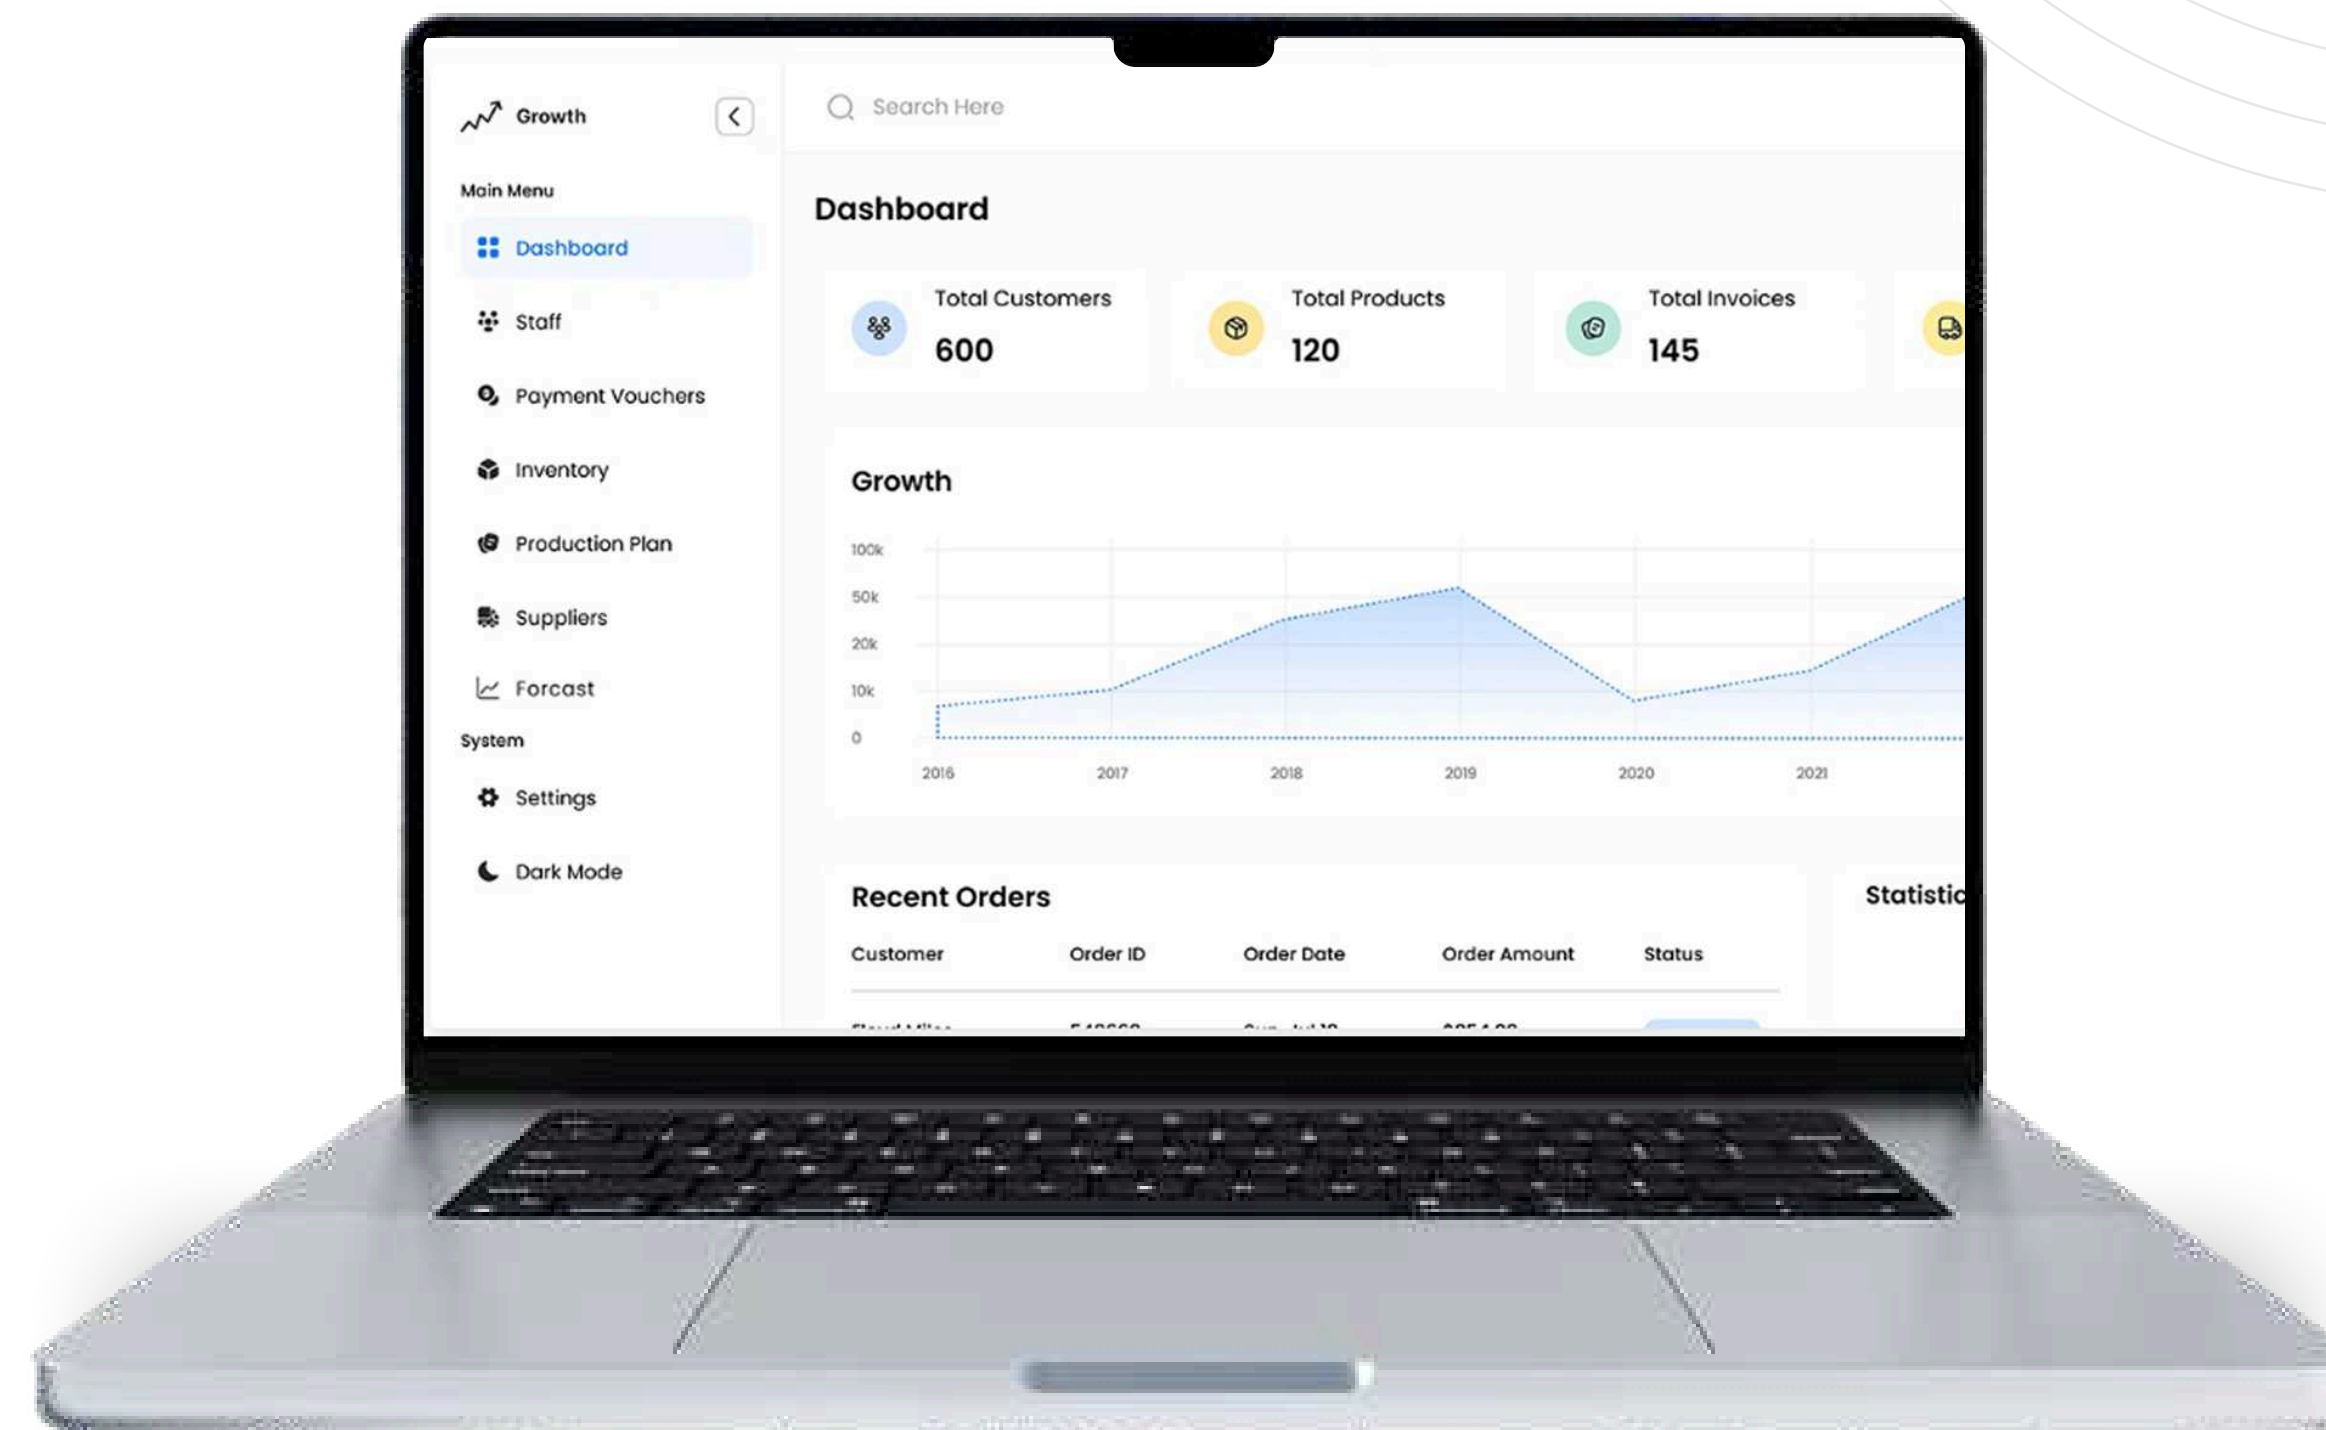 Growth
Main Menu
Dashboard
Staff
Payment Vouchers
Inventory
Production Plan
Suppliers
Forcast
System
Settings
Dark Mode
Search Here
Dashboard
Total Customers
600
Total Products
120
Total Invoices
145
Growth
100k
50k
20k
10k
0
2016 2017 2018 2019 2020 2021
Recent Orders
Customer Order ID Order Date Order Amount Status
Statistic